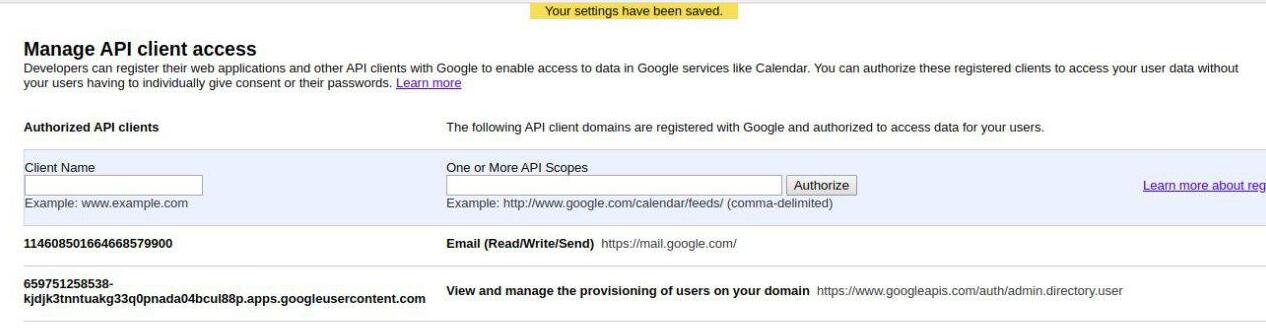 Your settings have been saved.
Manage API client access
Developers can register their web applications and other API clients with Google to enable access to data in Google services like Calendar. You can authorize these registered clients to access your user data without
your users having to individually give consent or their passwords. Learn more
Authorized API clients
The following API client domains are registered with Google and authorized to access data for your users.
Client Name
One or More API Scopes
Authorize
Learn more about reg
Example: www.example.com
Example: http://www.google.com/calendar/feeds/ (comma-delimited)
114608501664668579900
Email (Read/Write/Send) https://mail.google.com/
659751258538-
kjdjk3tnntuakg33q0pnada04bcul88p.apps.googleusercontent.com
View and manage the provisioning of users on your domain https://www.googleapis.com/auth/admin.directory.user